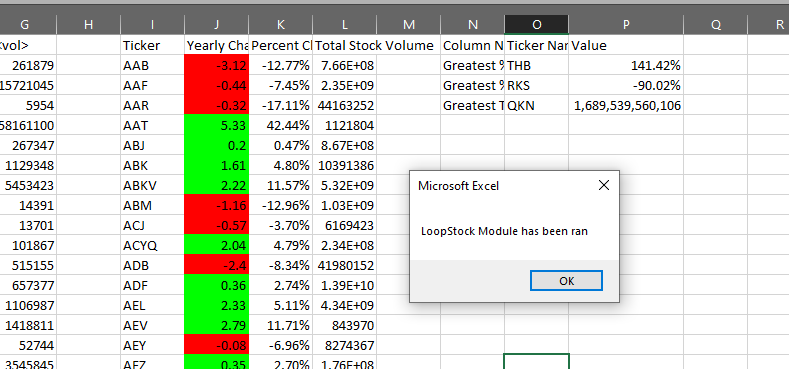 G H I J K L M N O P Q R
<vol> Ticker Yearly Cha Percent Cl Total Stock Volume Column N Ticker Nar Value
261879 AAB -3.12 -12.77% 7.66E+08 Greatest % THB 141.42%
15721045 AAF -0.44 -7.45% 2.35E+09 Greatest % RKS -90.02%
5954 AAR -0.32 -17.11% 44163252 Greatest T QKN 1,689,539,560,106
58161100 AAT 5.33 42.44% 1121804
267347 ABJ 0.2 0.47% 8.67E+08
1129348 ABK 1.61 4.80% 10391386
5453423 ABKV 2.22 11.57% 5.32E+09
14391 ABM -1.16 -12.96% 1.03E+09
13701 ACJ -0.57 -3.70% 6169423
101867 ACYQ 2.04 4.79% 2.34E+08
515155 ADB -2.4 -8.34% 41980152
657377 ADF 0.36 2.74% 1.39E+10
1106987 AEL 2.33 5.11% 4.34E+09
1418811 AEV 2.79 11.71% 843970
52744 AEY -0.08 -6.96% 8274367
3545845 AFZ 0.35 2.70% 1.76E+08
Microsoft Excel
LoopStock Module has been ran
OK